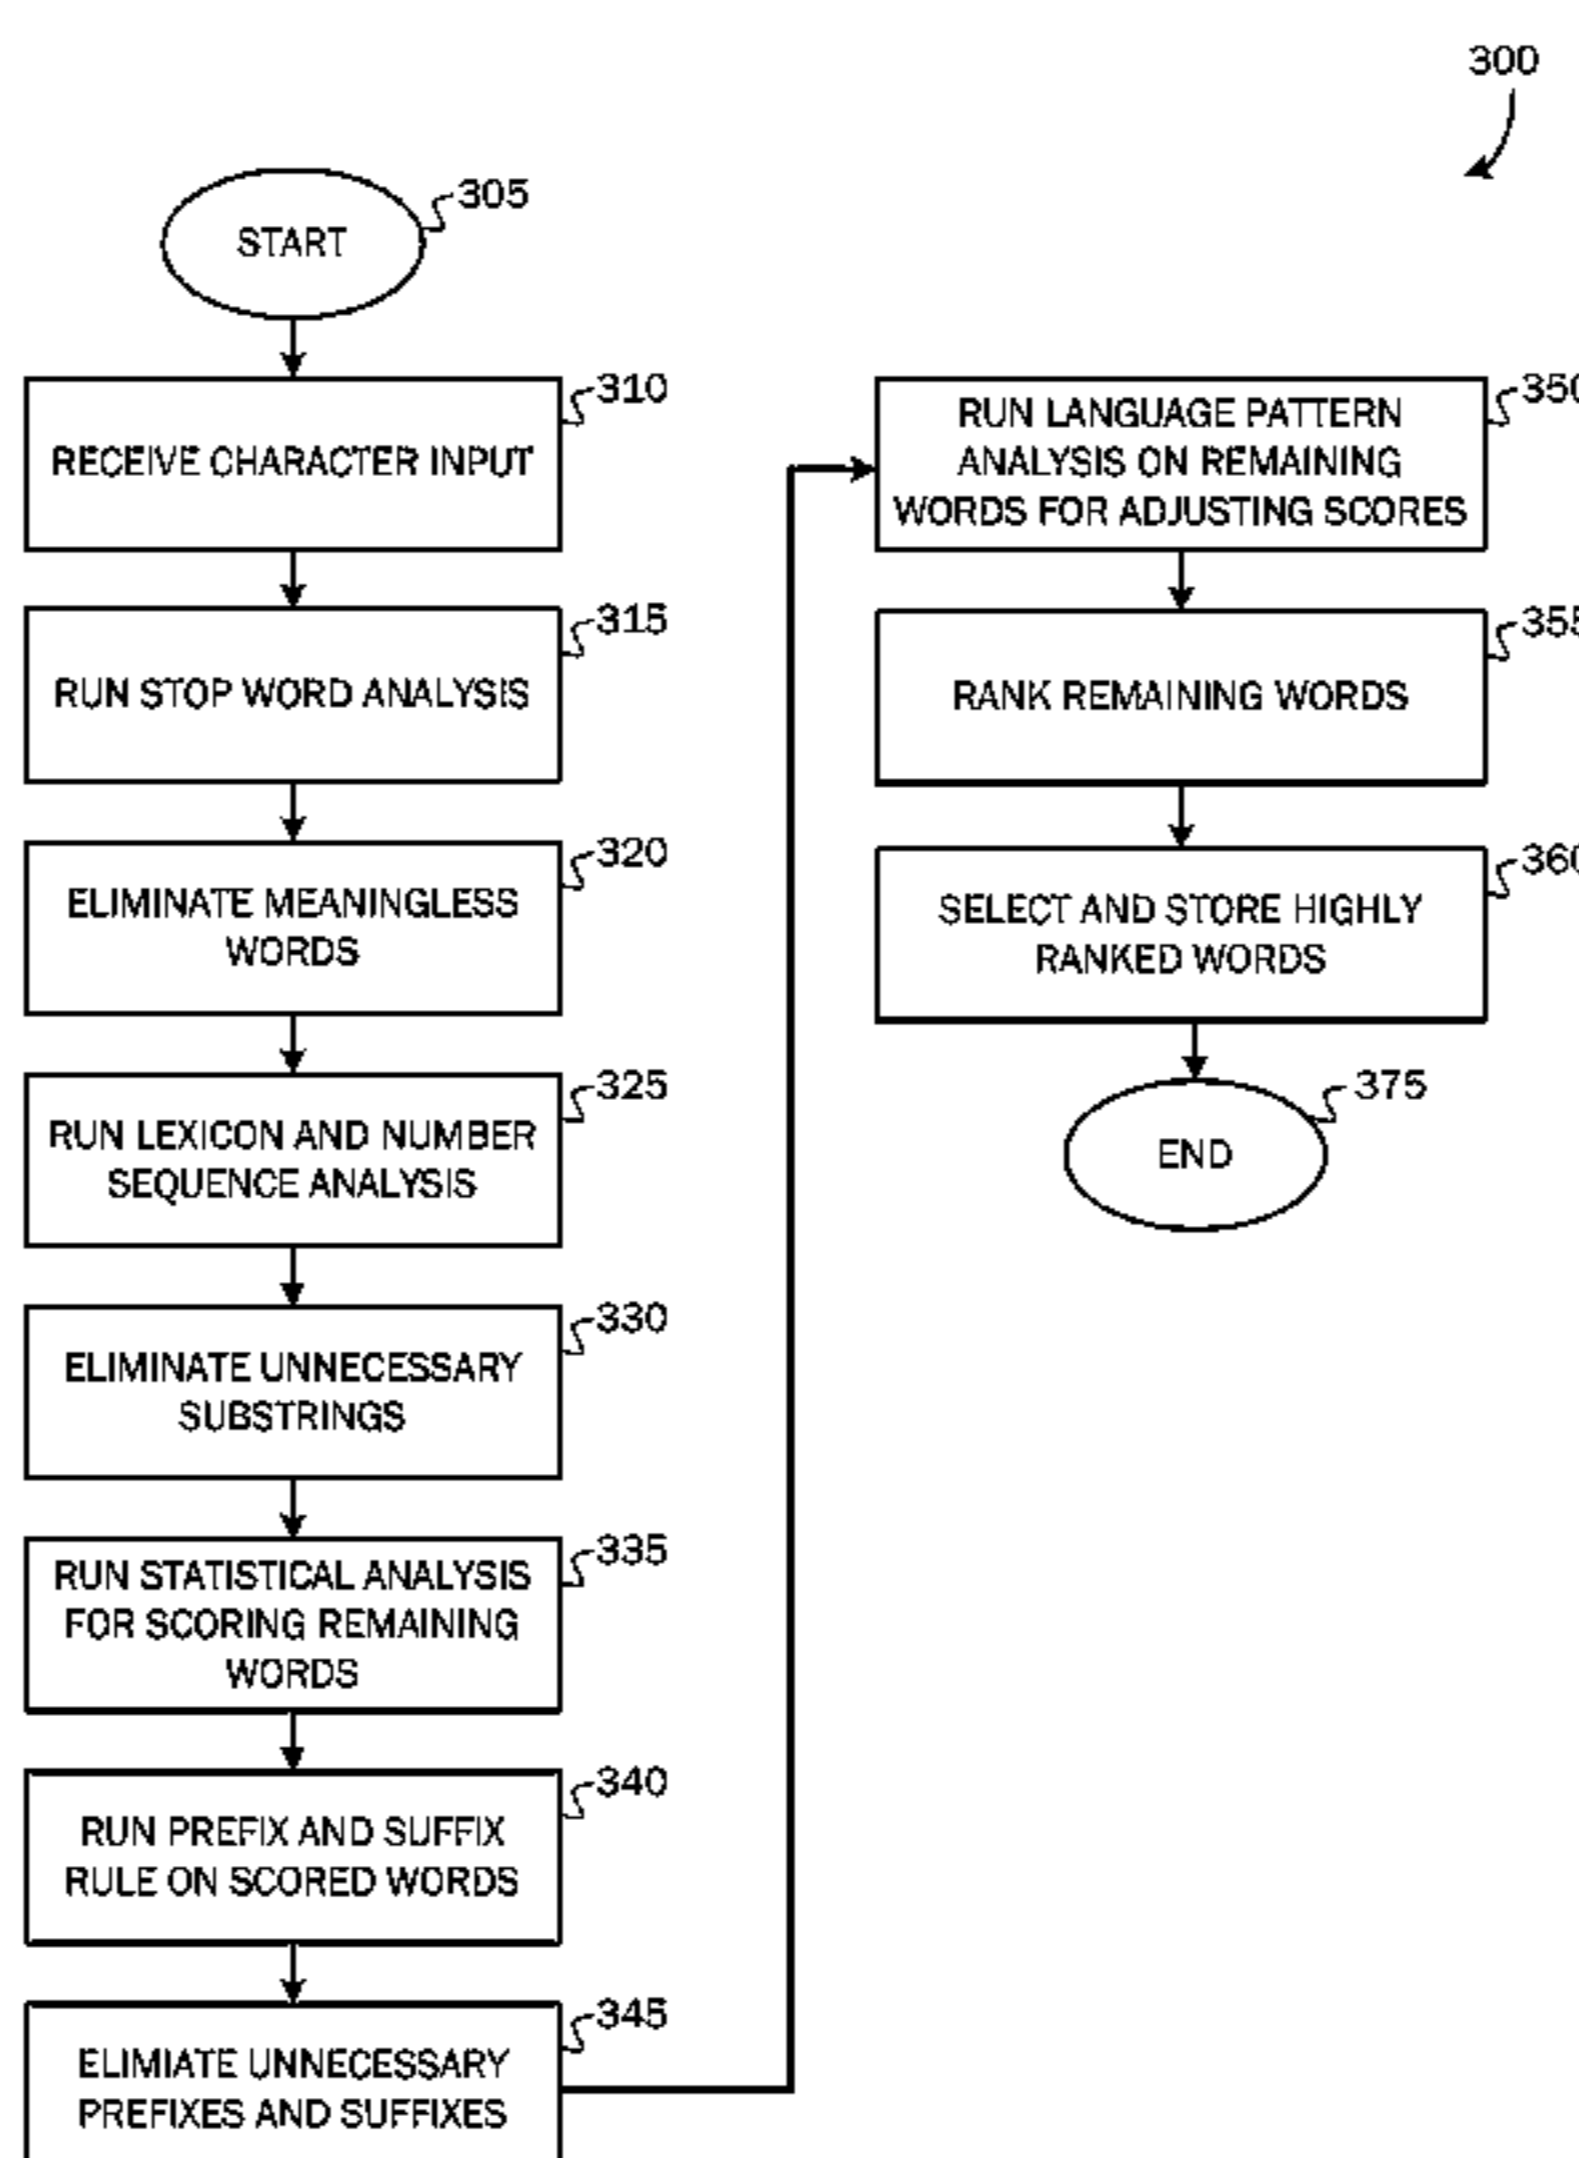 300
START
305
RECEIVE CHARACTER INPUT
310
RUN STOP WORD ANALYSIS
315
ELIMINATE MEANINGLESS
WORDS
320
RUN LEXICON AND NUMBER
SEQUENCE ANALYSIS
325
ELIMINATE UNNECESSARY
SUBSTRINGS
330
RUN STATISTICAL ANALYSIS
FOR SCORING REMAINING
WORDS
335
RUN PREFIX AND SUFFIX
RULE ON SCORED WORDS
340
ELIMIATE UNNECESSARY
PREFIXES AND SUFFIXES
345
RUN LANGUAGE PATTERN
ANALYSIS ON REMAINING
WORDS FOR ADJUSTING SCORES
350
RANK REMAINING WORDS
355
SELECT AND STORE HIGHLY
RANKED WORDS
360
END
375